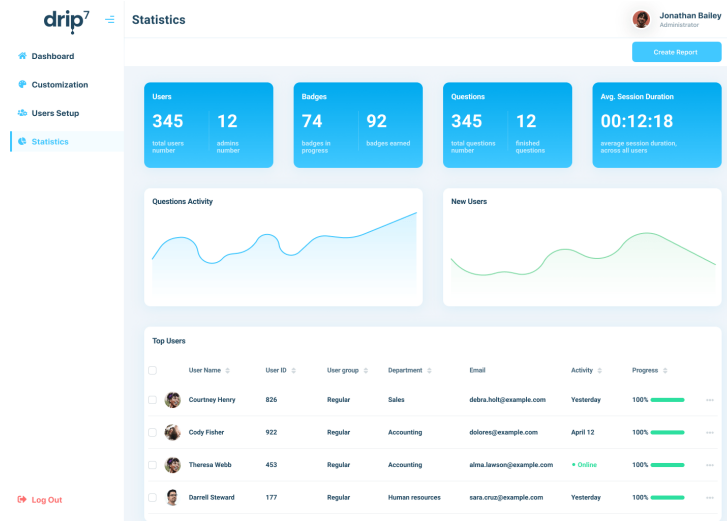 drip7
Statistics
Jonathan Bailey
Administrator
Create Report
Dashboard
Customization
Users Setup
Statistics
Log Out
Users
345 12
total users number admins number
Badges
74 92
badges in progress badges earned
Questions
345 12
total questions number finished questions
Avg. Session Duration
00:12:18
average session duration,
across all users
Questions Activity
New Users
Top Users
User Name User ID User group Department Email Activity Progress
Courtney Henry 826 Regular Sales debra.holt@example.com Yesterday 100%
Cody Fisher 922 Regular Accounting dolores@example.com April 12 100%
Theresa Webb 453 Regular Accounting alma.lawson@example.com Online 100%
Darrell Steward 177 Regular Human resources sara.cruz@example.com Yesterday 100%